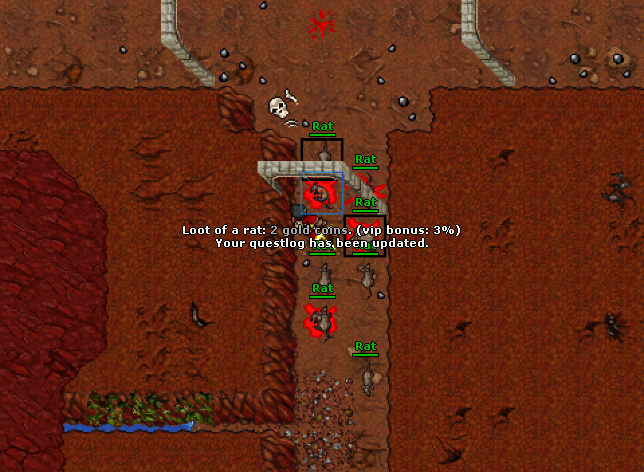 Rat
Rat
Rat
Loot of a rat: 2 gold coins. (vip bonus: 3%)
Your questlog has been updated.
Rat
Rat